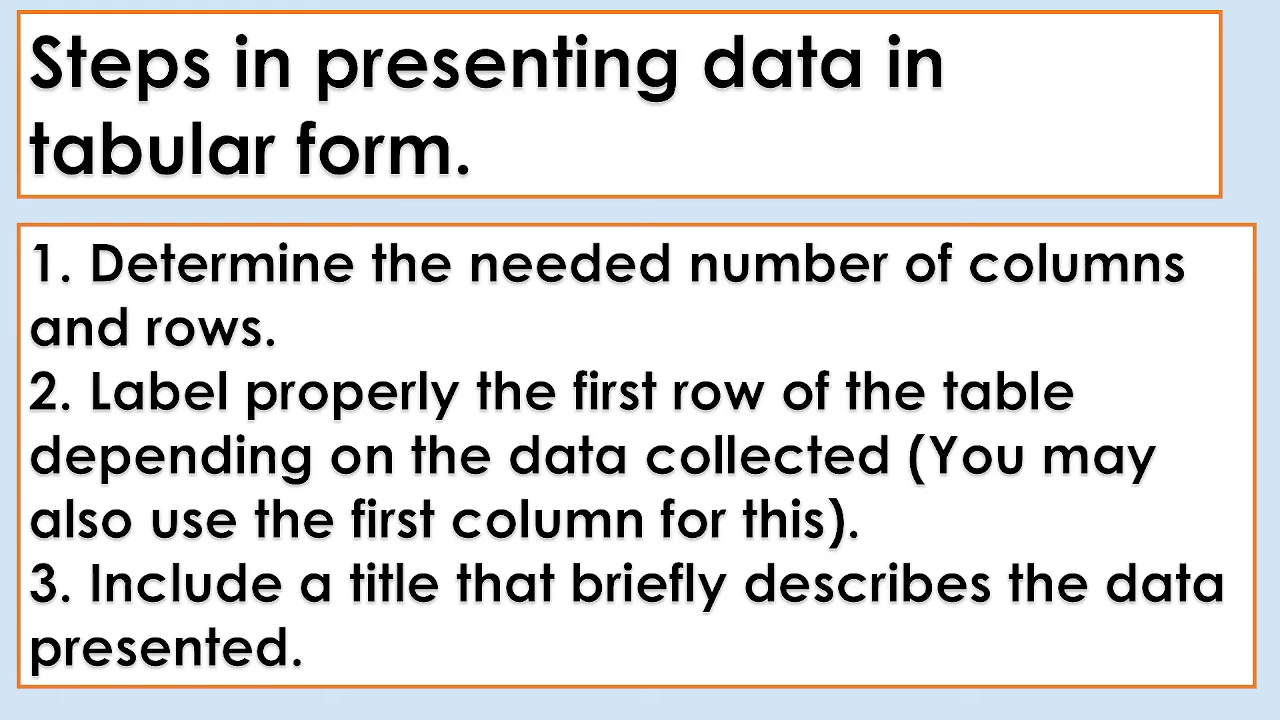 Steps in presenting data in
tabular form.
1. Determine the needed number of columns
and rows.
2. Label properly the first row of the table
depending on the data collected (You may
also use the first column for this).
3. Include a title that briefly describes the data
presented.